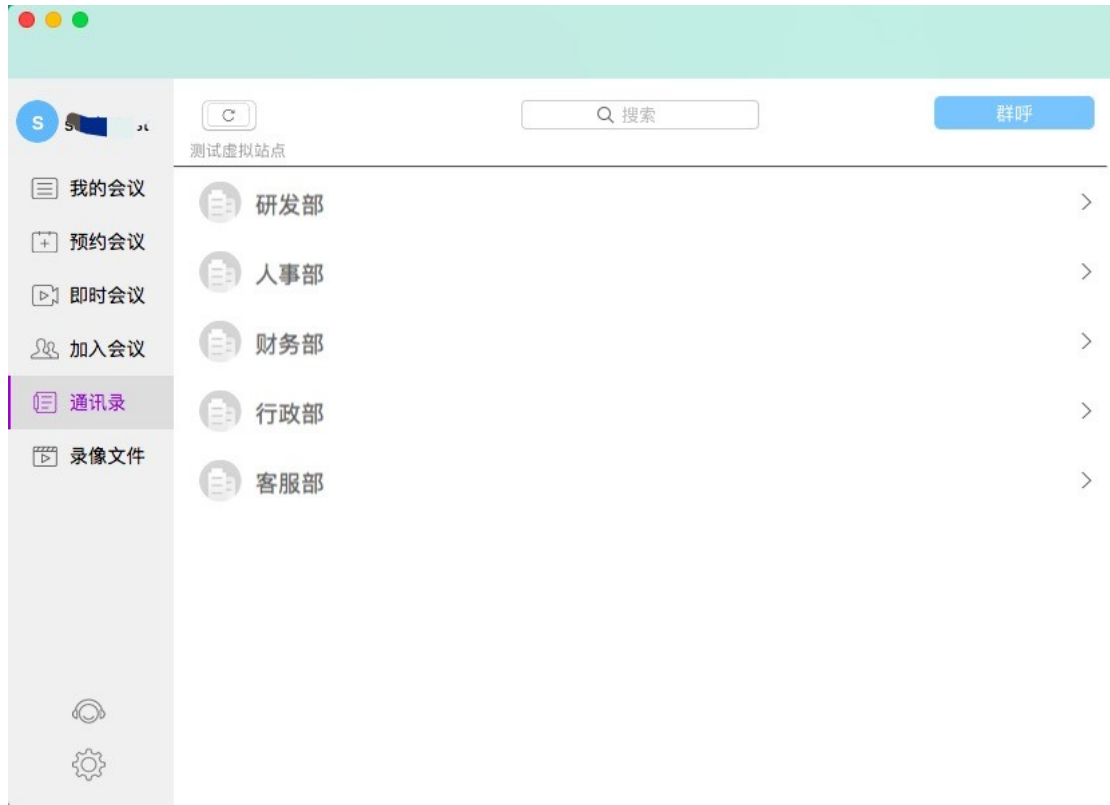 S
我的会议
预约会议
即时会议
加入会议
通讯录
录像文件
搜索
群呼
测试虚拟站点
研发部
人事部
财务部
行政部
客服部